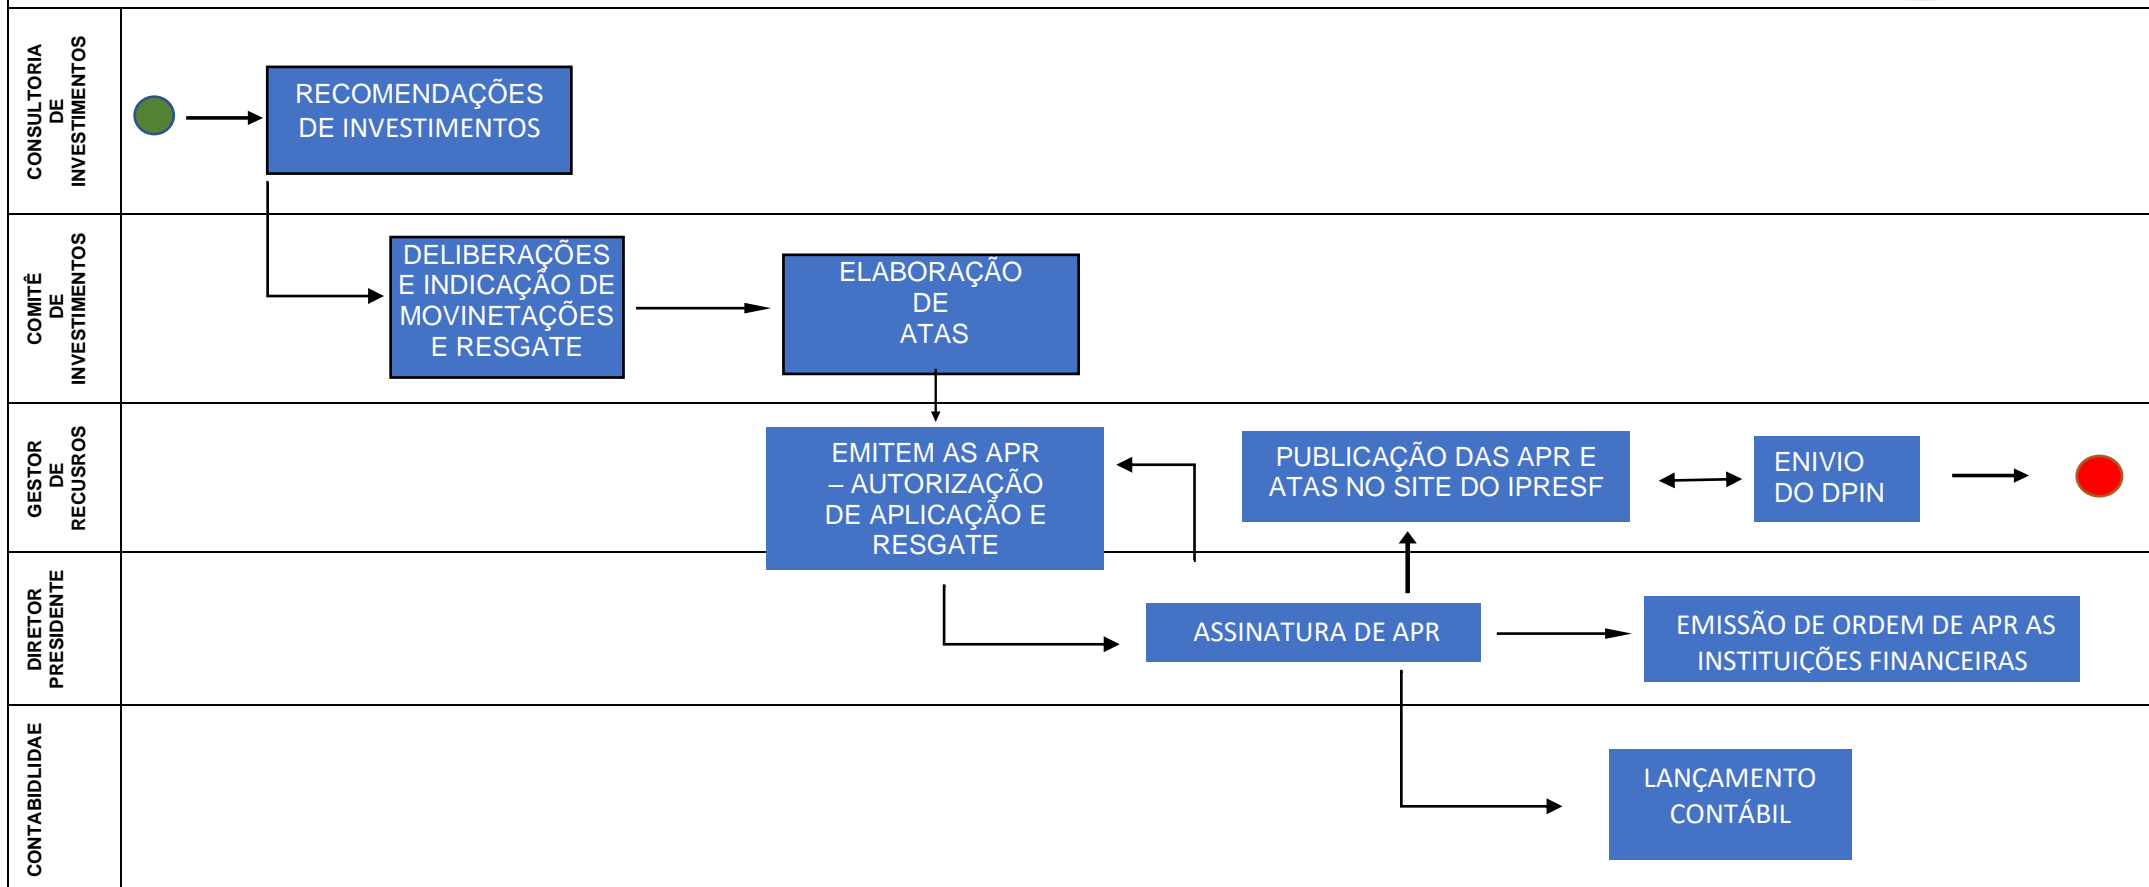 CONSULTORIA
DE
INVESTIMENTOS
RECOMENDAÇÕES
DE INVESTIMENTOS
COMITÊ
DE
INVESTIMENTOS
DELIBERAÇÕES
E INDICAÇÃO DE
MOVINETAÇÕES
E RESGATE
ELABORAÇÃO
DE
ATAS
GESTOR
DE
RECUSROS
EMITEM AS APR
– AUTORIZAÇÃO
DE APLICAÇÃO E
RESGATE
PUBLICAÇÃO DAS APR E
ATAS NO SITE DO IPRESF
ENIVIO
DO DPIN
DIRETOR
PRESIDENTE
ASSINATURA DE APR
EMISSÃO DE ORDEM DE APR AS
INSTITUIÇÕES FINANCEIRAS
CONTABIDLIDAE
LANÇAMENTO
CONTÁBIL